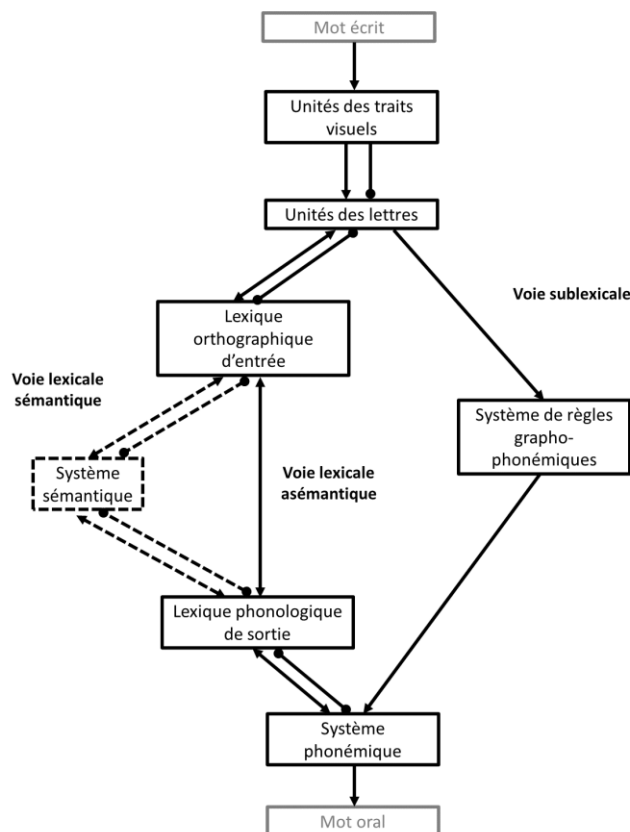 Mot écrit
Unités des traits
visuels
Unités des lettres
Voie sublexicale
Lexique
orthographique
d'entrée
Voie lexicale
sémantique
Système de règles
grapho-
phonémiques
Système
sémantique
Voie lexicale
asémantique
Lexique phonologique
de sortie
Système
phonémique
Mot oral